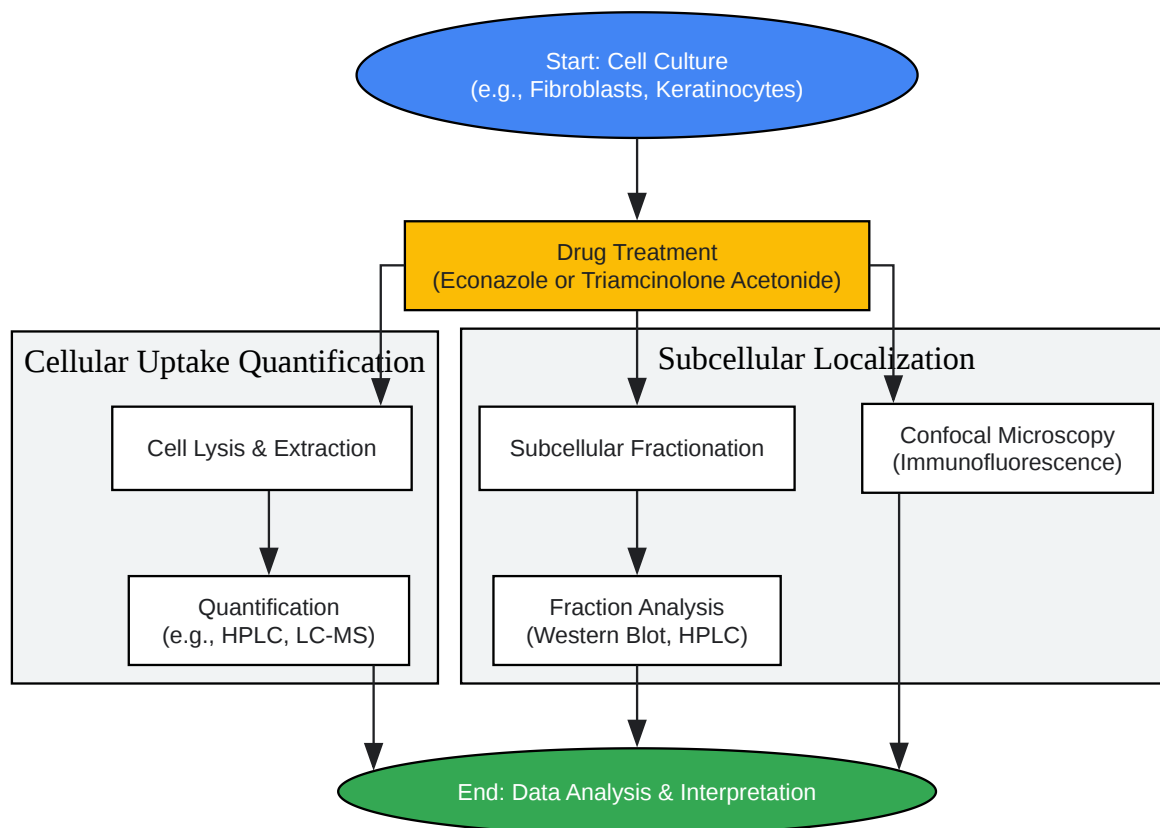 Start: Cell Culture
(e.g., Fibroblasts, Keratinocytes)
Drug Treatment
(Econazole or Triamcinolone Acetonide)
Cellular Uptake Quantification
Cell Lysis & Extraction
Quantification
(e.g., HPLC, LC-MS)
Subcellular Localization
Subcellular Fractionation
Confocal Microscopy
(Immunofluorescence)
Fraction Analysis
(Western Blot, HPLC)
End: Data Analysis & Interpretation